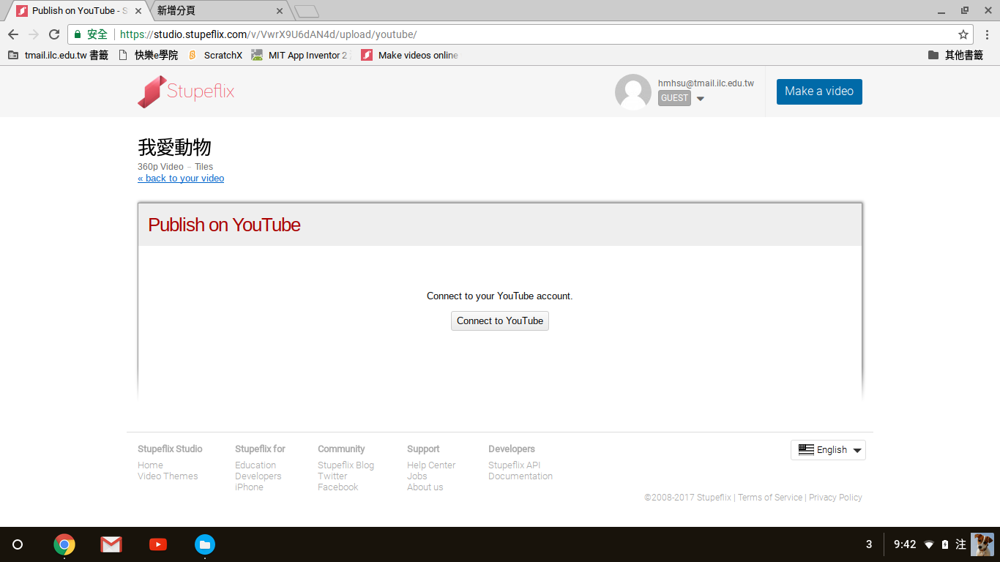 Publish on YouTube - S
新增分頁
安全 https://studio.stupeflix.com/v/VwrX9U6dAN4d/upload/youtube/
tmail.ilc.edu.tw 書籤 快樂e學院 ScratchX MIT App Inventor 2 Make videos online 其他書籤
Stupeflix
hmhsu@tmail.ilc.edu.tw
GUEST
Make a video
我愛動物
360p Video – Tiles
« back to your video
Publish on YouTube
Connect to your YouTube account.
Connect to YouTube
Stupeflix Studio
Home
Video Themes
Stupeflix for
Education
Developers
iPhone
Community
Stupeflix Blog
Twitter
Facebook
Support
Help Center
Jobs
About us
Developers
Stupeflix API
Documentation
English
©2008-2017 Stupeflix | Terms of Service | Privacy Policy
3 9:42 注